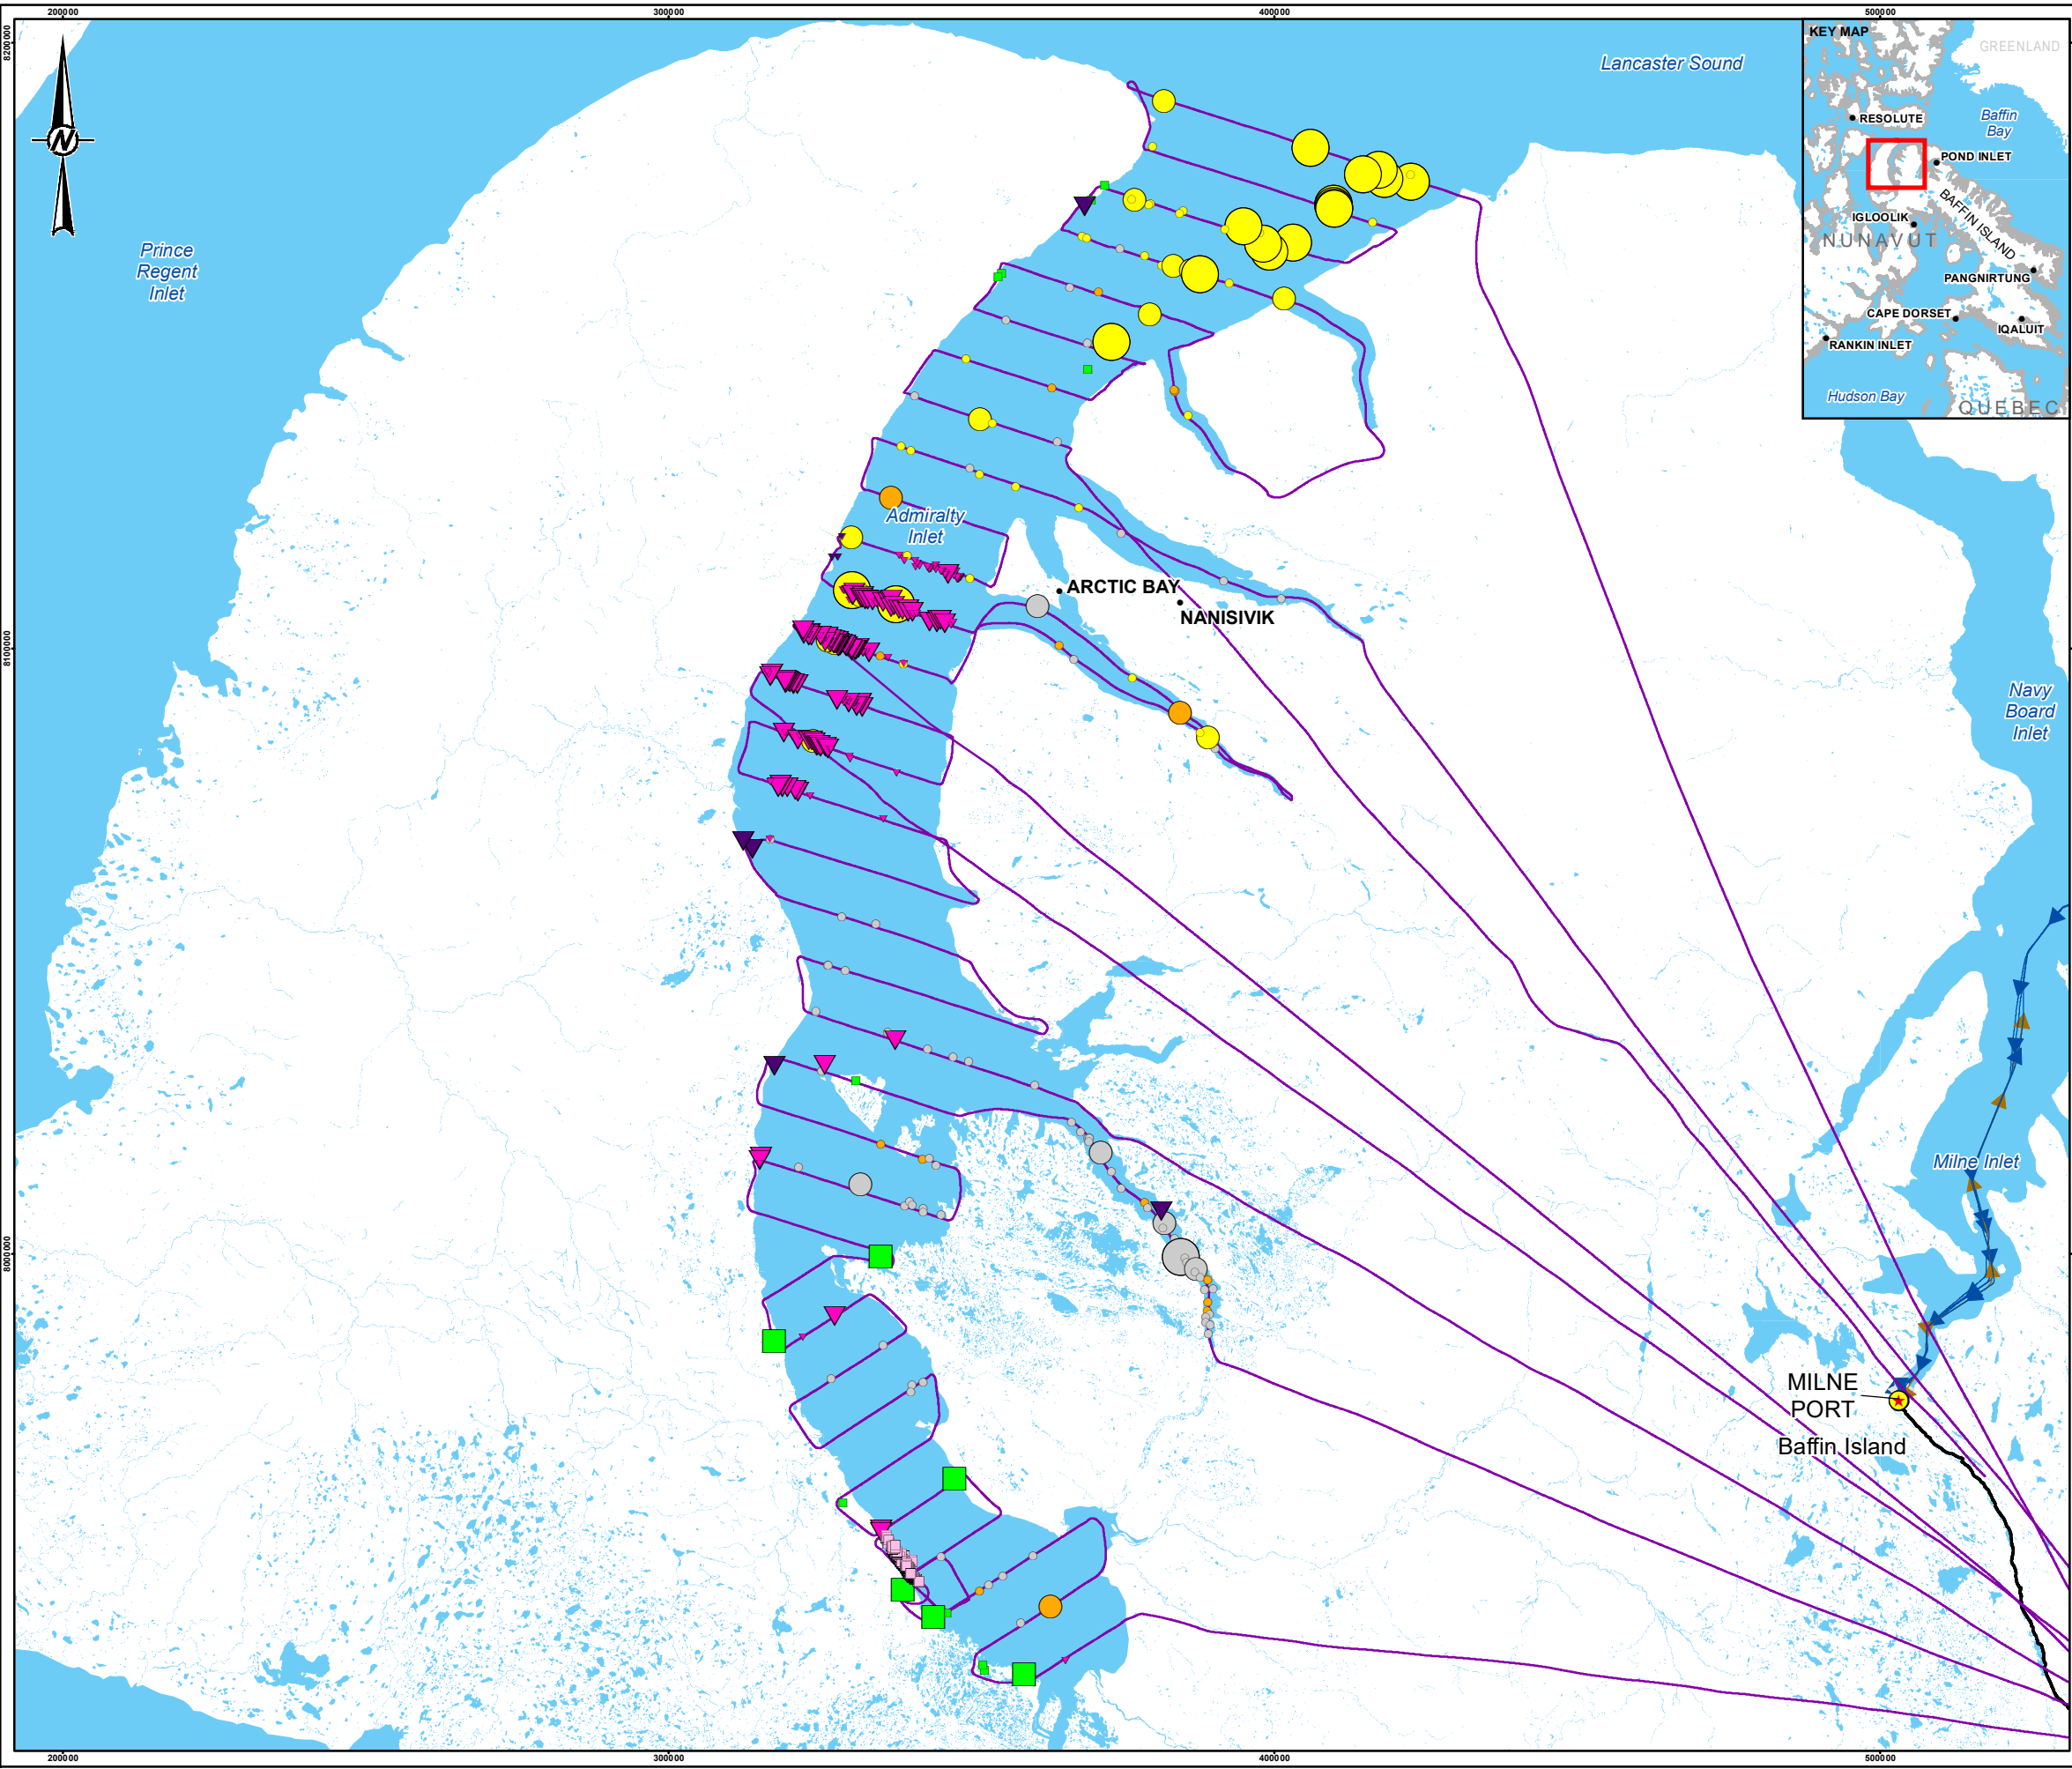 200000
300000
400000
500000
8200000
8100000
8000000
N
Lancaster Sound
KEY MAP
GREENLAND
Baffin
Bay
RESOLUTE
POND INLET
BAFFIN ISLAND
IGLOOLIK
NUNAVUT
PANGNIRTUNG
CAPE DORSET
IQALUIT
RANKIN INLET
Hudson Bay
QUEBEC
Prince
Regent
Inlet
Admiralty
Inlet
ARCTIC BAY
NANISIVIK
Navy
Board
Inlet
Milne Inlet
MILNE
PORT
Baffin Island
200000
300000
400000
500000